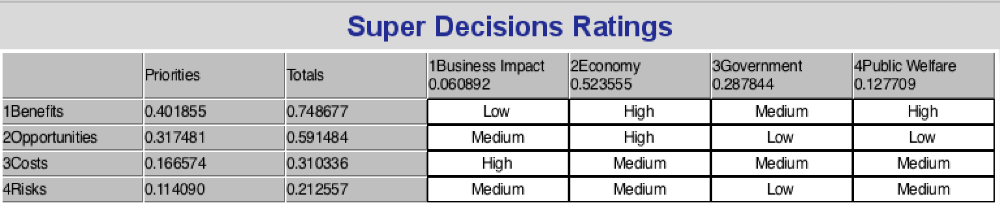 Super Decisions Ratings
Priorities Totals 1Business Impact 2Economy 3Government 4Public Welfare
0.060892 0.523555 0.287844 0.127709
1Benefits 0.401855 0.748677 Low High Medium High
2Opportunities 0.317481 0.591484 Medium High Low Low
3Costs 0.166574 0.310336 High Medium Medium Medium
4Risks 0.114090 0.212557 Medium Medium Low Medium